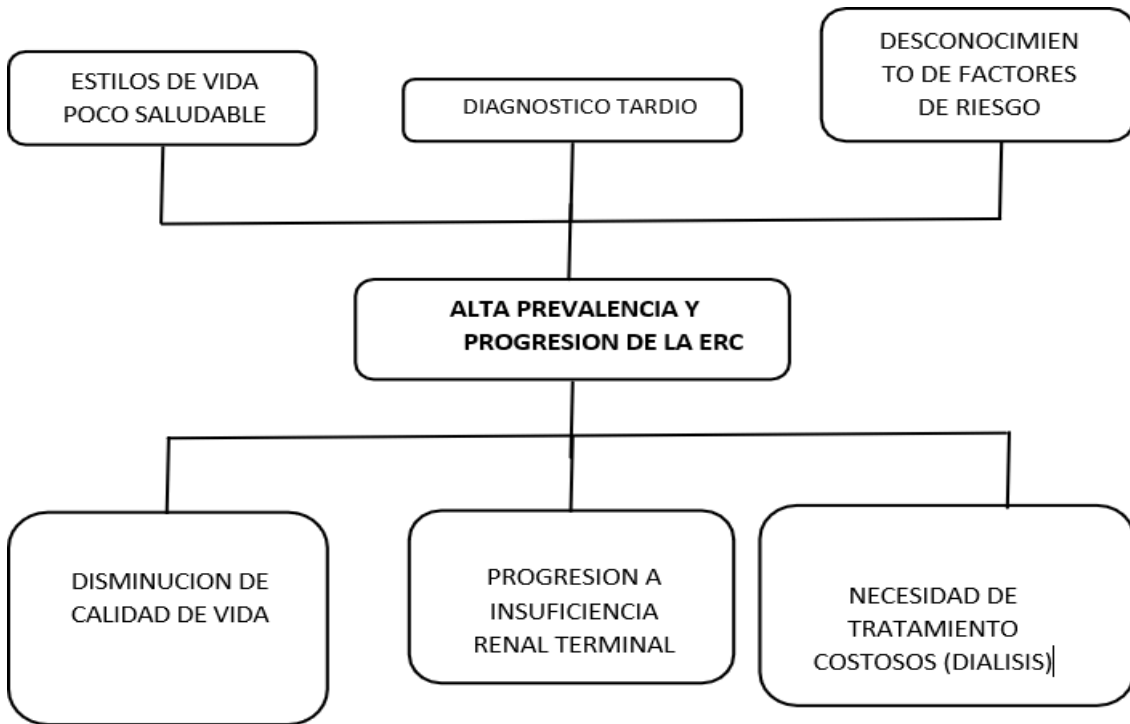 ESTILOS DE VIDA
POCO SALUDABLE
DIAGNOSTICO TARDIO
DESCONOCIMIEN
TO DE FACTORES
DE RIESGO
ALTA PREVALENCIA Y
PROGRESION DE LA ERC
DISMINUCION DE
CALIDAD DE VIDA
PROGRESION A
INSUFICIENCIA
RENAL TERMINAL
NECESIDAD DE
TRATAMIENTO
COSTOSOS (DIALISIS)